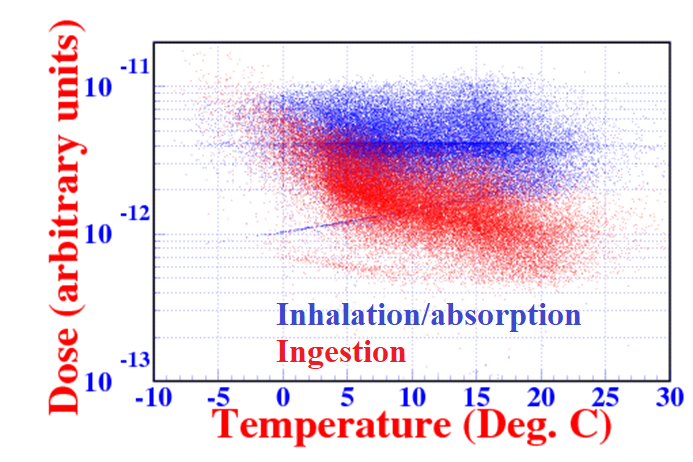 Dose (arbitrary units)
10 -11
10 -12
10 -13
Inhalation/absorption
Ingestion
-10 -5 0 5 10 15 20 25 30
Temperature (Deg. C)